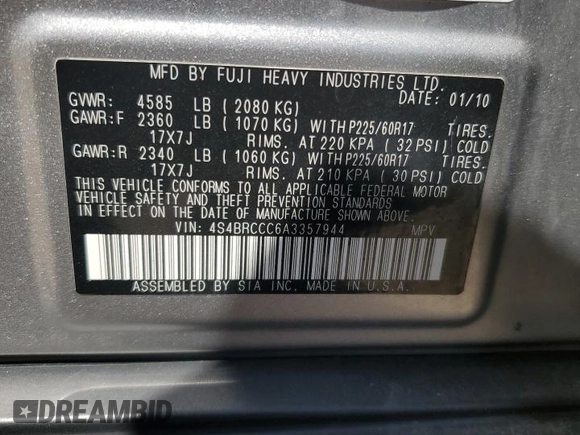 MFD BY FUJI HEAVY INDUSTRIES LTD.
GVWR: 4585 LB (2080 KG) DATE: 01/10
GAWR:F 2360 LB (1070 KG) WITH P225/60R17 TIRES.
17X7J RIMS. AT 220 KPA (32 PSI) COLD
GAWR:R 2340 LB (1060 KG) WITH P225/60R17 TIRES.
17X7J RIMS. AT 210 KPA (30 PSI) COLD
THIS VEHICLE CONFORMS TO ALL APPLICABLE FEDERAL MOTOR
VEHICLE SAFETY AND THEFT PREVENTION STANDARDS
IN EFFECT ON THE DATE OF MANUFACTURE SHOWN ABOVE.
VIN: 4S4BRCCC6A3357944 MPV
ASSEMBLED BY SIA INC. MADE IN U.S.A.
DREAMBID